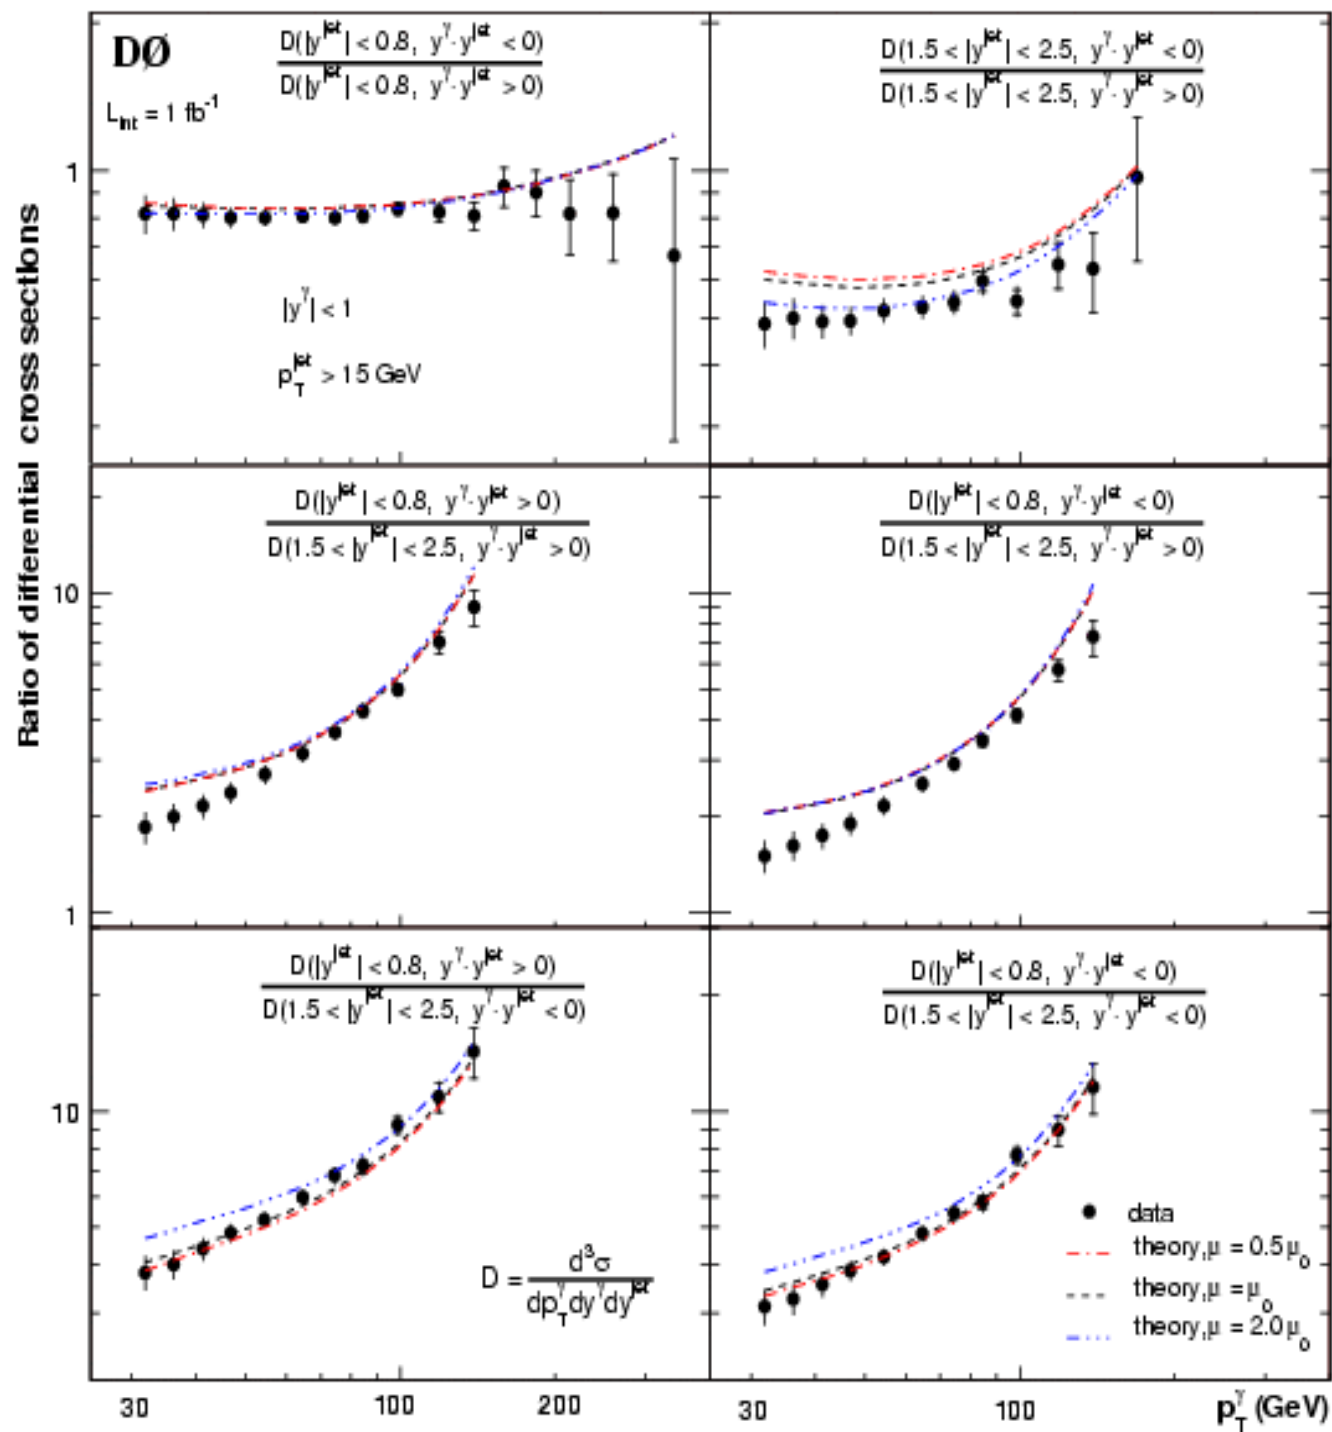 DØ
L_int = 1 fb^-1
D(|y^jet| < 0.8, y^γ·y^jet < 0)
D(|y^jet| < 0.8, y^γ·y^jet > 0)
|y^γ| < 1
p_T^jet > 15 GeV
1
D(1.5 < |y^jet| < 2.5, y^γ·y^jet < 0)
D(1.5 < |y^jet| < 2.5, y^γ·y^jet > 0)
Ratio of differential cross sections
D(|y^jet| < 0.8, y^γ·y^jet > 0)
D(1.5 < |y^jet| < 2.5, y^γ·y^jet > 0)
10
1
D(|y^jet| < 0.8, y^γ·y^jet < 0)
D(1.5 < |y^jet| < 2.5, y^γ·y^jet > 0)
D(|y^jet| < 0.8, y^γ·y^jet > 0)
D(1.5 < |y^jet| < 2.5, y^γ·y^jet < 0)
10
D = d^3σ
dp_T^γ dy^γ dy^jet
D(|y^jet| < 0.8, y^γ·y^jet < 0)
D(1.5 < |y^jet| < 2.5, y^γ·y^jet < 0)
data
theory, μ = 0.5 μ_0
theory, μ = μ_0
theory, μ = 2.0 μ_0
30 100 200 30 100 p_T^γ (GeV)